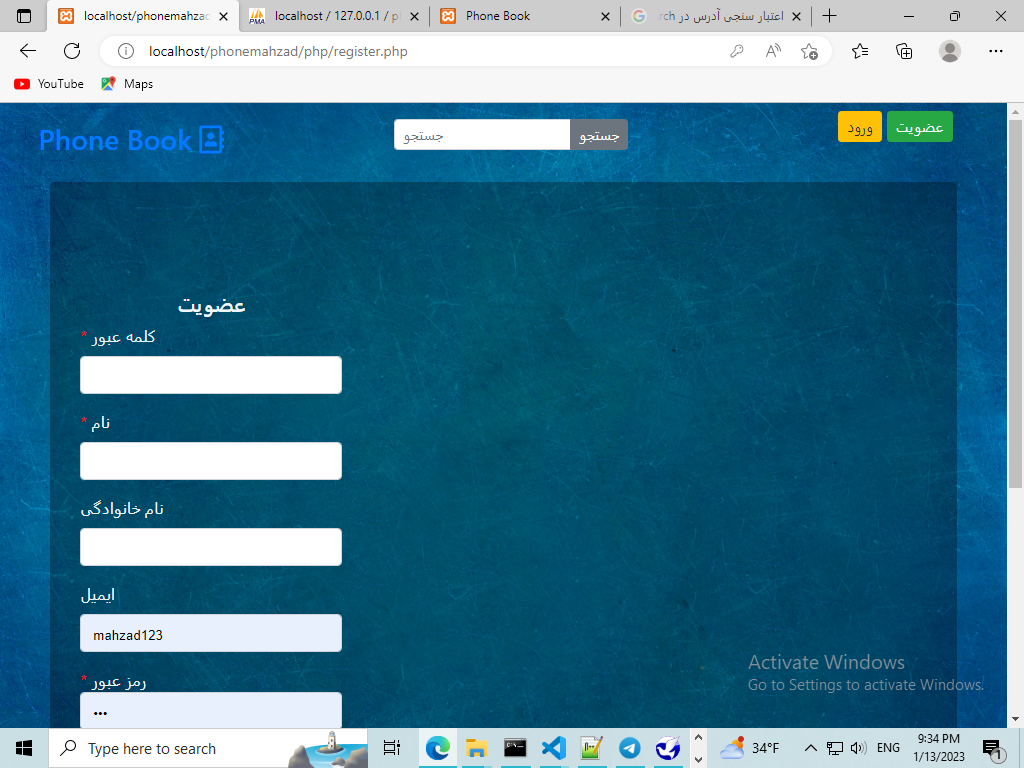 localhost/phonemahzad
localhost / 127.0.0.1 / p
Phone Book
اعتبار سنجی آدرس در rch
localhost/phonemahzad/php/register.php
YouTube
Maps
Phone Book
جستجو
جستجو
ورود
عضویت
عضویت
* کلمه عبور
* نام
نام خانوادگی
ایمیل
mahzad123
* رمز عبور
•••
Activate Windows
Go to Settings to activate Windows.
Type here to search
34°F
ENG
9:34 PM
1/13/2023
1